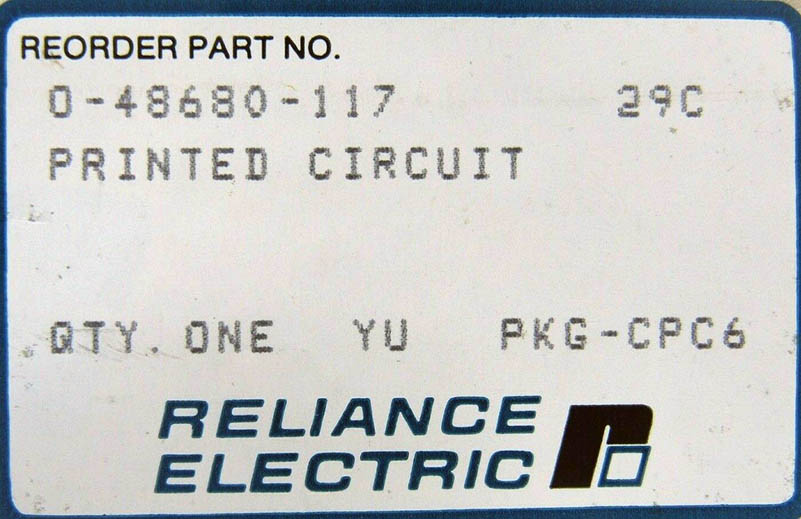 REORDER PART NO.
0-48680-117 29C
PRINTED CIRCUIT
QTY. ONE YU PKG-CPC6
RELIANCE
ELECTRIC